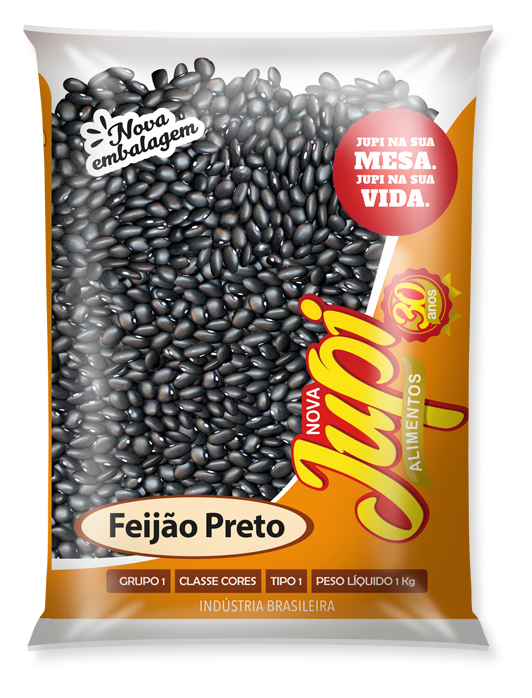 Nova
embalagem
JUPI NA SUA
MESA.
JUPI NA SUA
VIDA.
30
anos
NOVA
Jupi
ALIMENTOS
Feijão Preto
GRUPO 1 CLASSE CORES TIPO 1 PESO LÍQUIDO 1 Kg
INDÚSTRIA BRASILEIRA